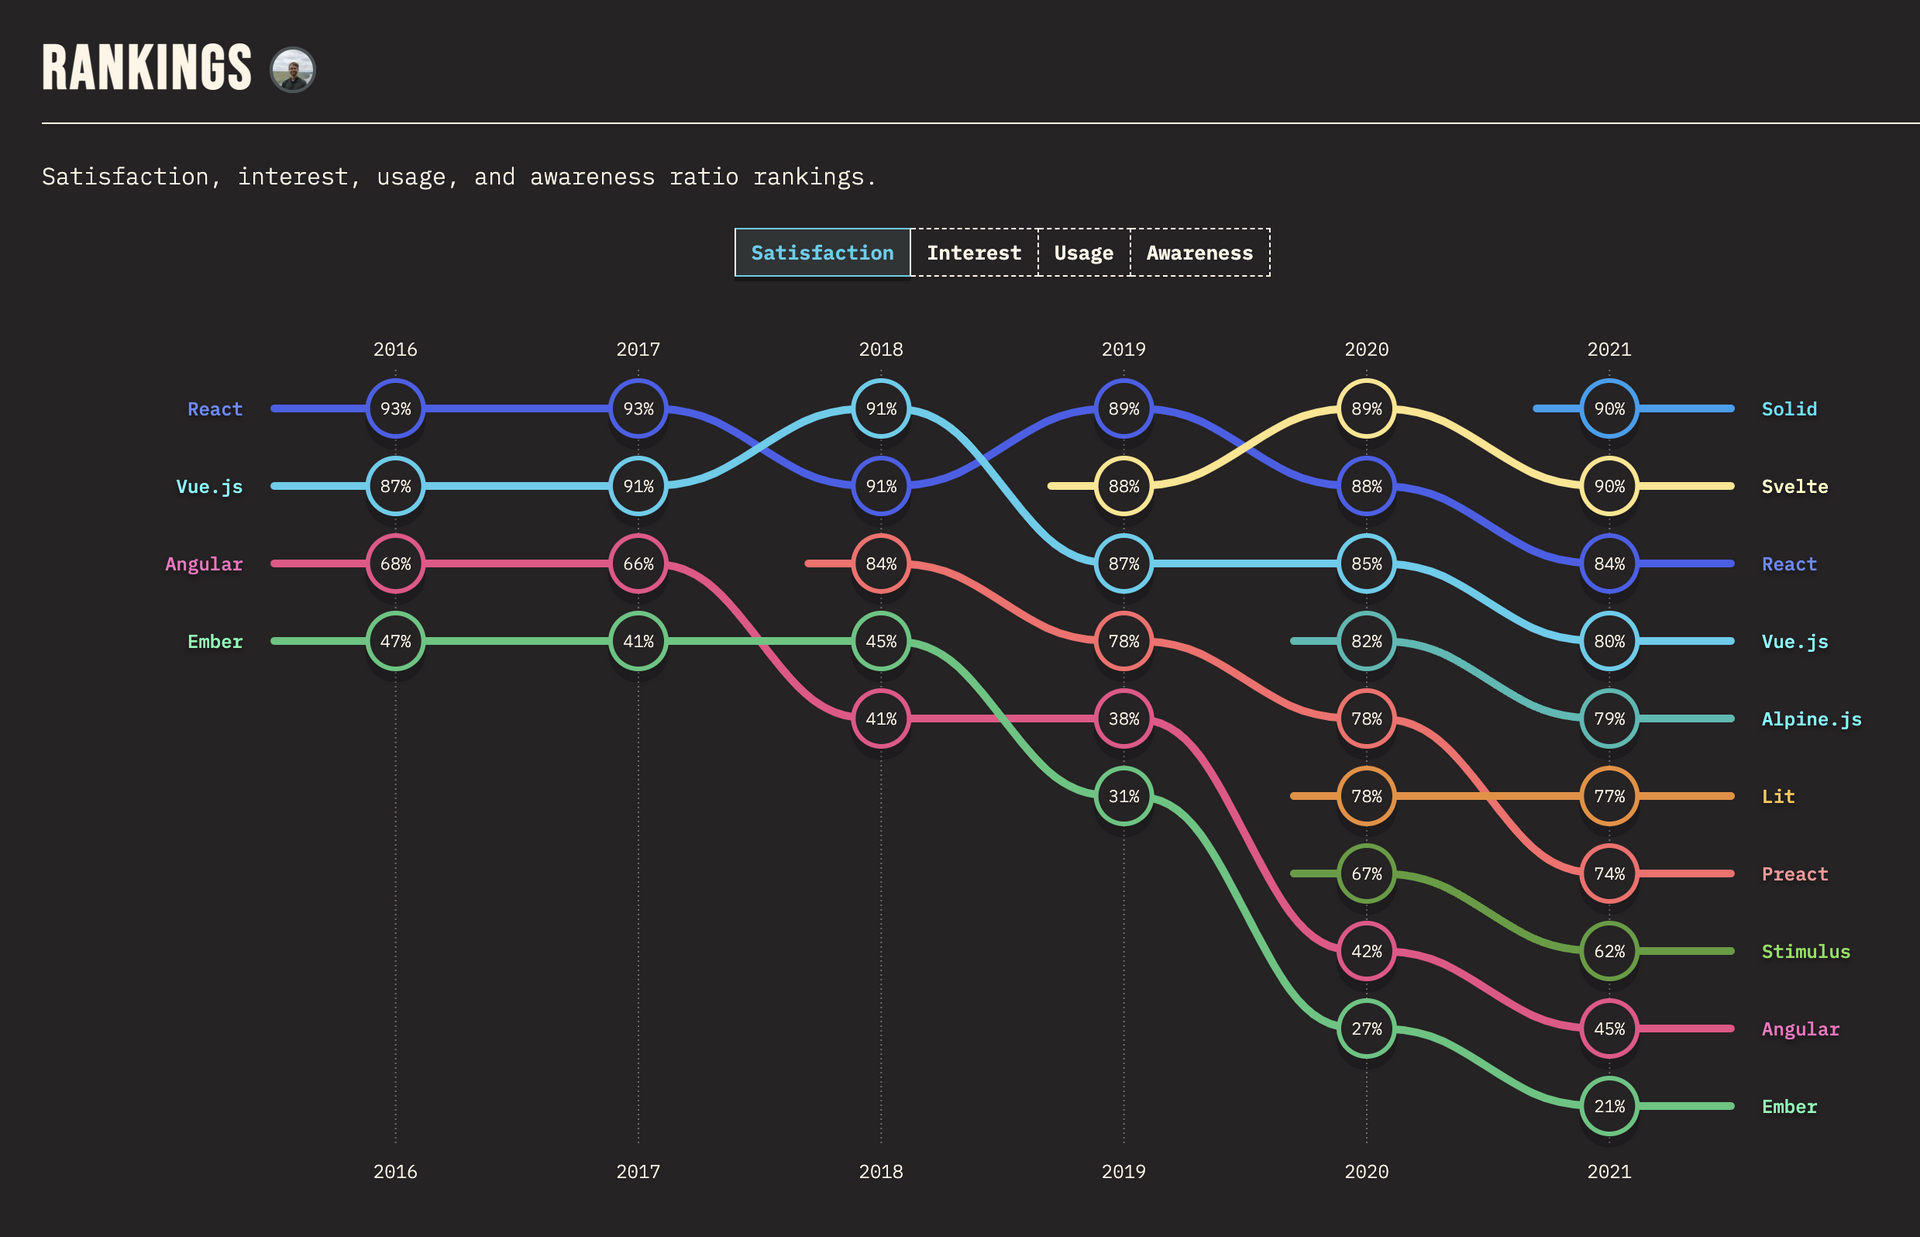 RANKINGS
Satisfaction, interest, usage, and awareness ratio rankings.
Satisfaction Interest Usage Awareness
2016 2017 2018 2019 2020 2021
React 93% 93% 91% 89% 89% 90% Solid
Vue.js 87% 91% 91% 88% 88% 90% Svelte
Angular 68% 66% 84% 87% 85% 84% React
Ember 47% 41% 45% 78% 82% 80% Vue.js
41% 38% 78% 79% Alpine.js
31% 78% 77% Lit
67% 74% Preact
42% 62% Stimulus
27% 45% Angular
21% Ember
2016 2017 2018 2019 2020 2021